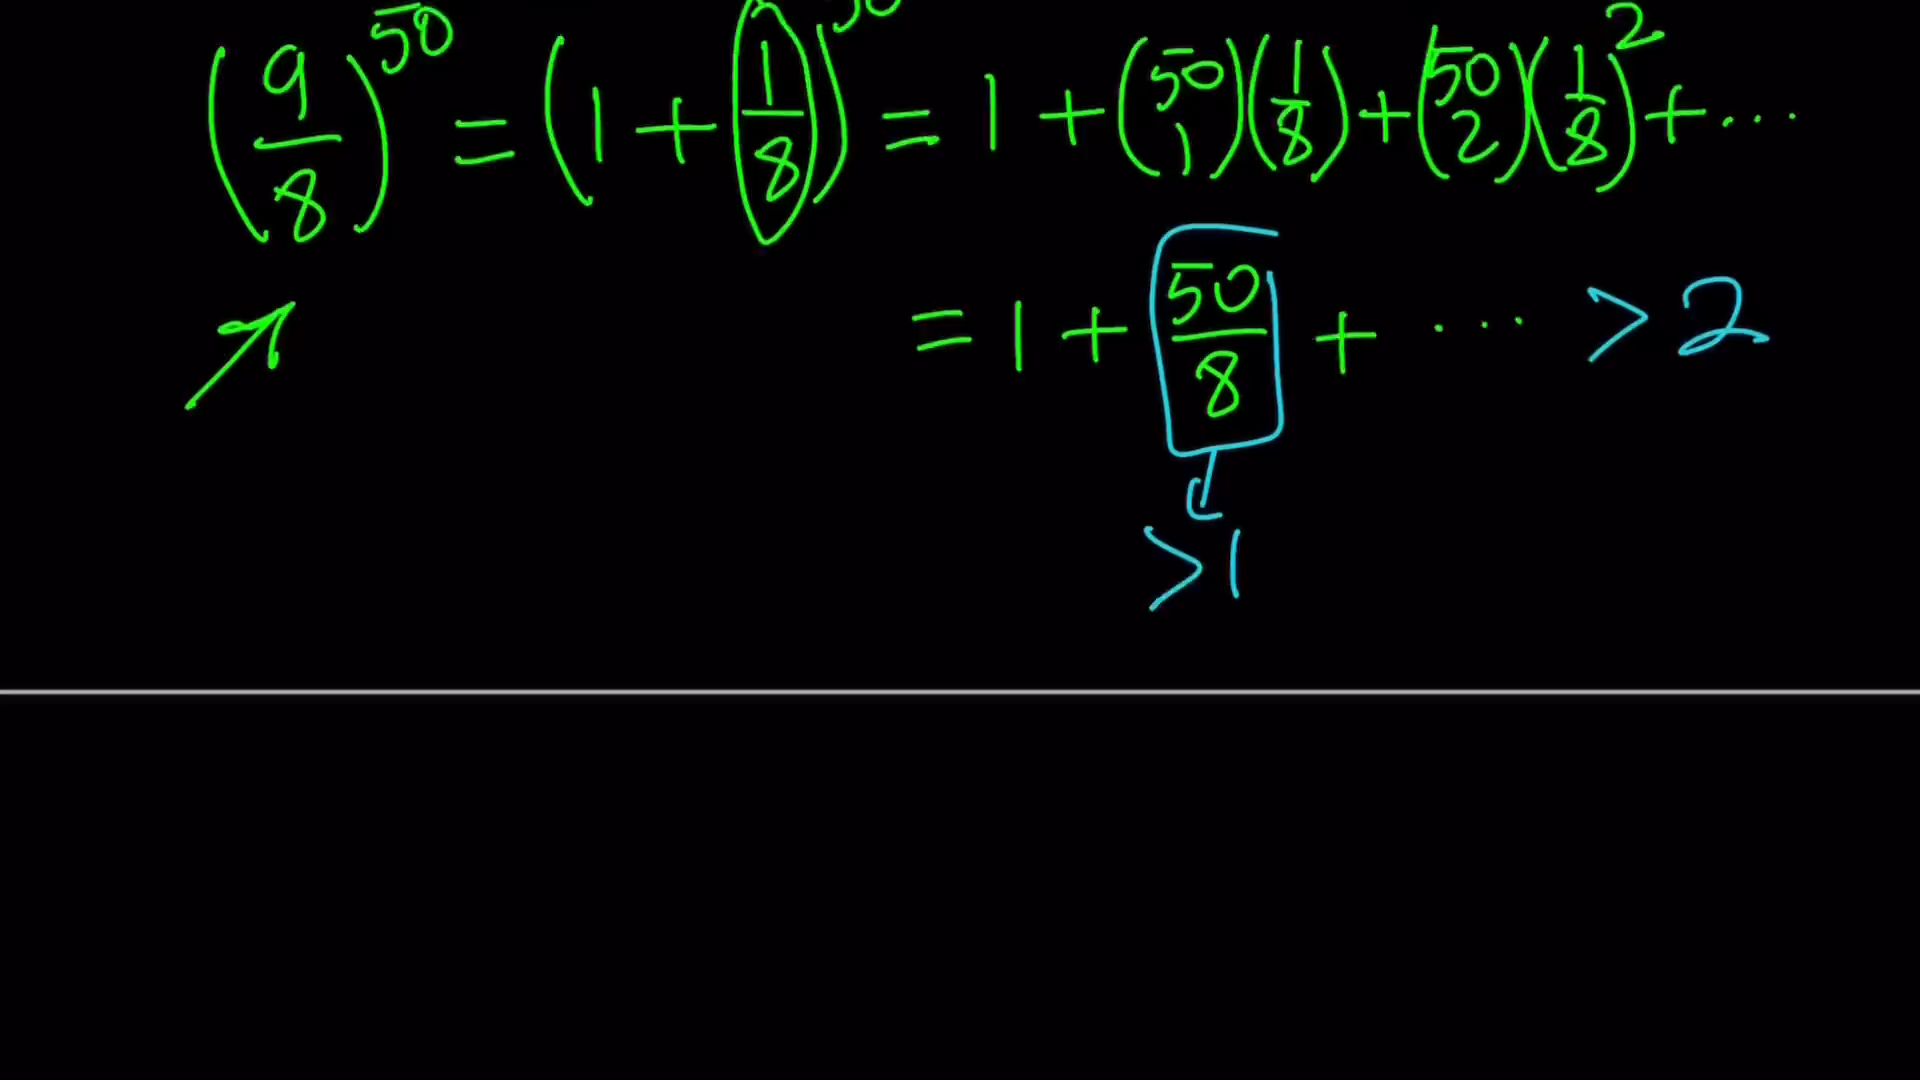 (9/8)^50 = (1 + 1/8)^50 = 1 + (50 1)(1/8) + (50 2)(1/8)^2 + ...
= 1 + 50/8 + ... > 2
> 1